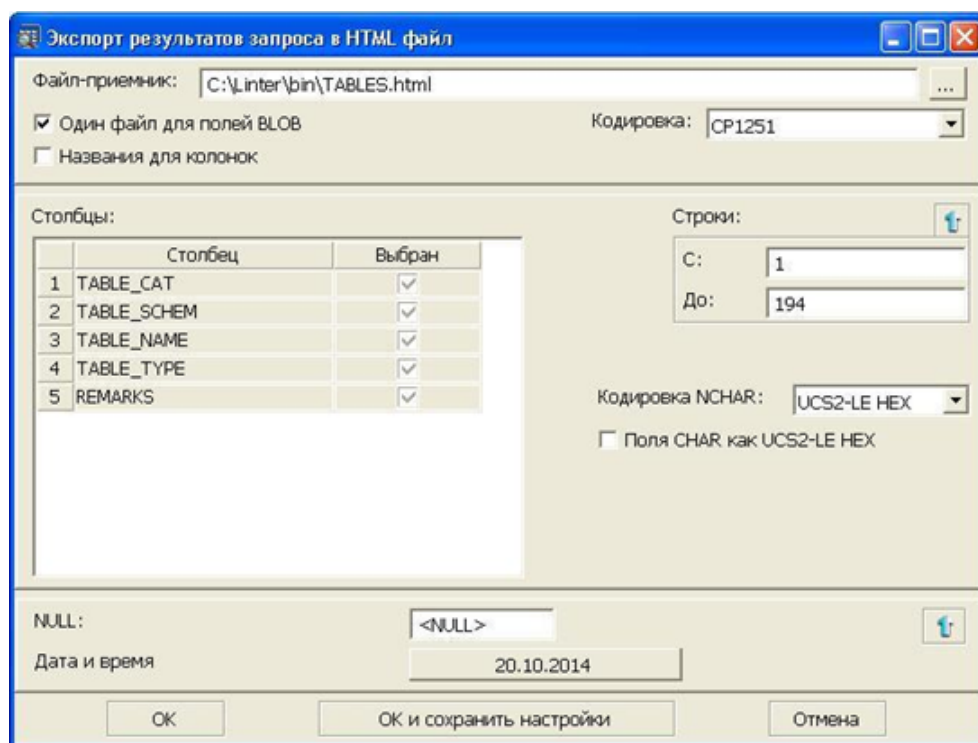 Экспорт результатов запроса в HTML файл
Файл-приемник: C:\Linter\bin\TABLES.html ...
Один файл для полей BLOB Кодировка: CP1251
Названия для колонок
Столбцы: Строки:
Столбец Выбран
1 TABLE_CAT
2 TABLE_SCHEM
3 TABLE_NAME
4 TABLE_TYPE
5 REMARKS
С: 1
До: 194
Кодировка NCHAR: UCS2-LE HEX
Поля CHAR как UCS2-LE HEX
NULL: <NULL>
Дата и время 20.10.2014
OK ОК и сохранить настройки Отмена